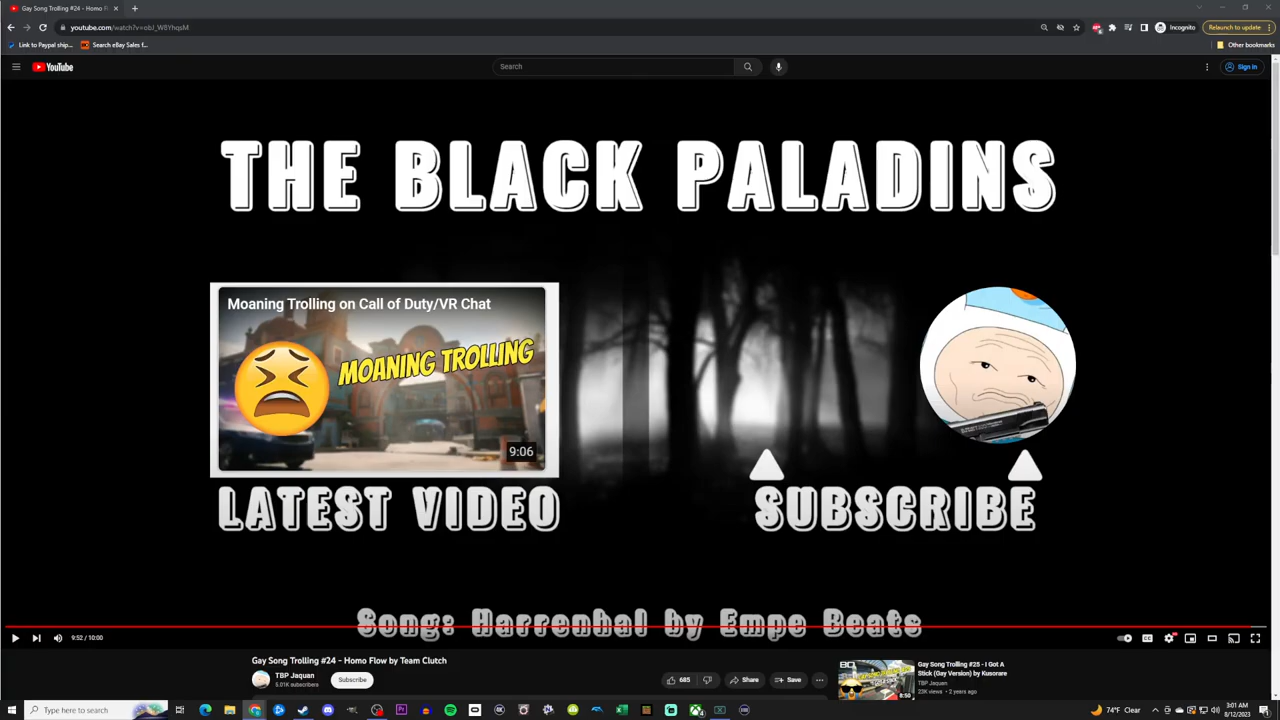 Gay Song Trolling #24 - Homo F
youtube.com/watch?v=obJ_W8YhqsM
Incognito
Relaunch to update
Link to Paypal ship...
Search eBay Sales f...
Other bookmarks
YouTube
Search
Sign in
THE BLACK PALADINS
Moaning Trolling on Call of Duty/VR Chat
MOANING TROLLING
9:06
LATEST VIDEO
SUBSCRIBE
Song: Harrenhal by Empe Beats
9:52 / 10:00
Gay Song Trolling #24 - Homo Flow by Team Clutch
TBP Jaquan
Subscribe
685
Share
Save
Gay Song Trolling #25 - I Got A
Stick (Gay Version) by Kusorare
TBP Jaquan
23K views • 2 years ago
8:50
Type here to search
74°F Clear
3:01 AM
8/12/2023